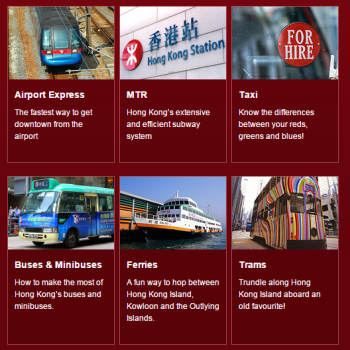 香港站
Hong Kong Station
FOR
HIRE
Airport Express
The fastest way to get
downtown from the
airport
MTR
Hong Kong's extensive
and efficient subway
system
Taxi
Know the differences
between your reds,
greens and blues!
Buses & Minibuses
How to make the most of
Hong Kong's buses and
minibuses.
Ferries
A fun way to hop between
Hong Kong Island,
Kowloon and the Outlying
Islands.
Trams
Trundle along Hong
Kong Island aboard an
old favourite!